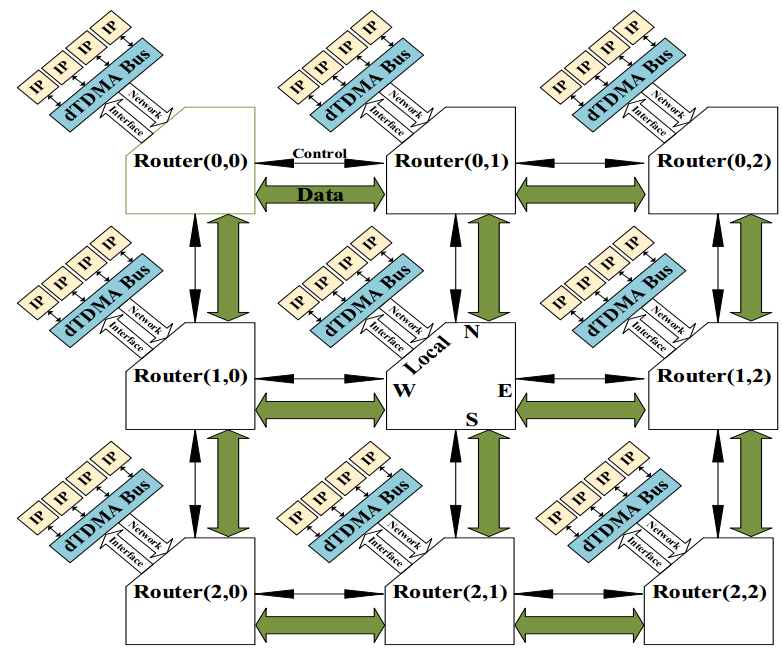 IP IP IP IP
dTDMA Bus
Network
Interface
Router(0,0)
IP IP IP IP
dTDMA Bus
Network
Interface
Router(0,1)
IP IP IP IP
dTDMA Bus
Network
Interface
Router(0,2)
Control
Data
IP IP IP IP
dTDMA Bus
Network
Interface
Router(1,0)
IP IP IP IP
dTDMA Bus
Network
Interface
Local
N
W
E
S
IP IP IP IP
dTDMA Bus
Network
Interface
Router(1,2)
IP IP IP IP
dTDMA Bus
Network
Interface
Router(2,0)
IP IP IP IP
dTDMA Bus
Network
Interface
Router(2,1)
IP IP IP IP
dTDMA Bus
Network
Interface
Router(2,2)